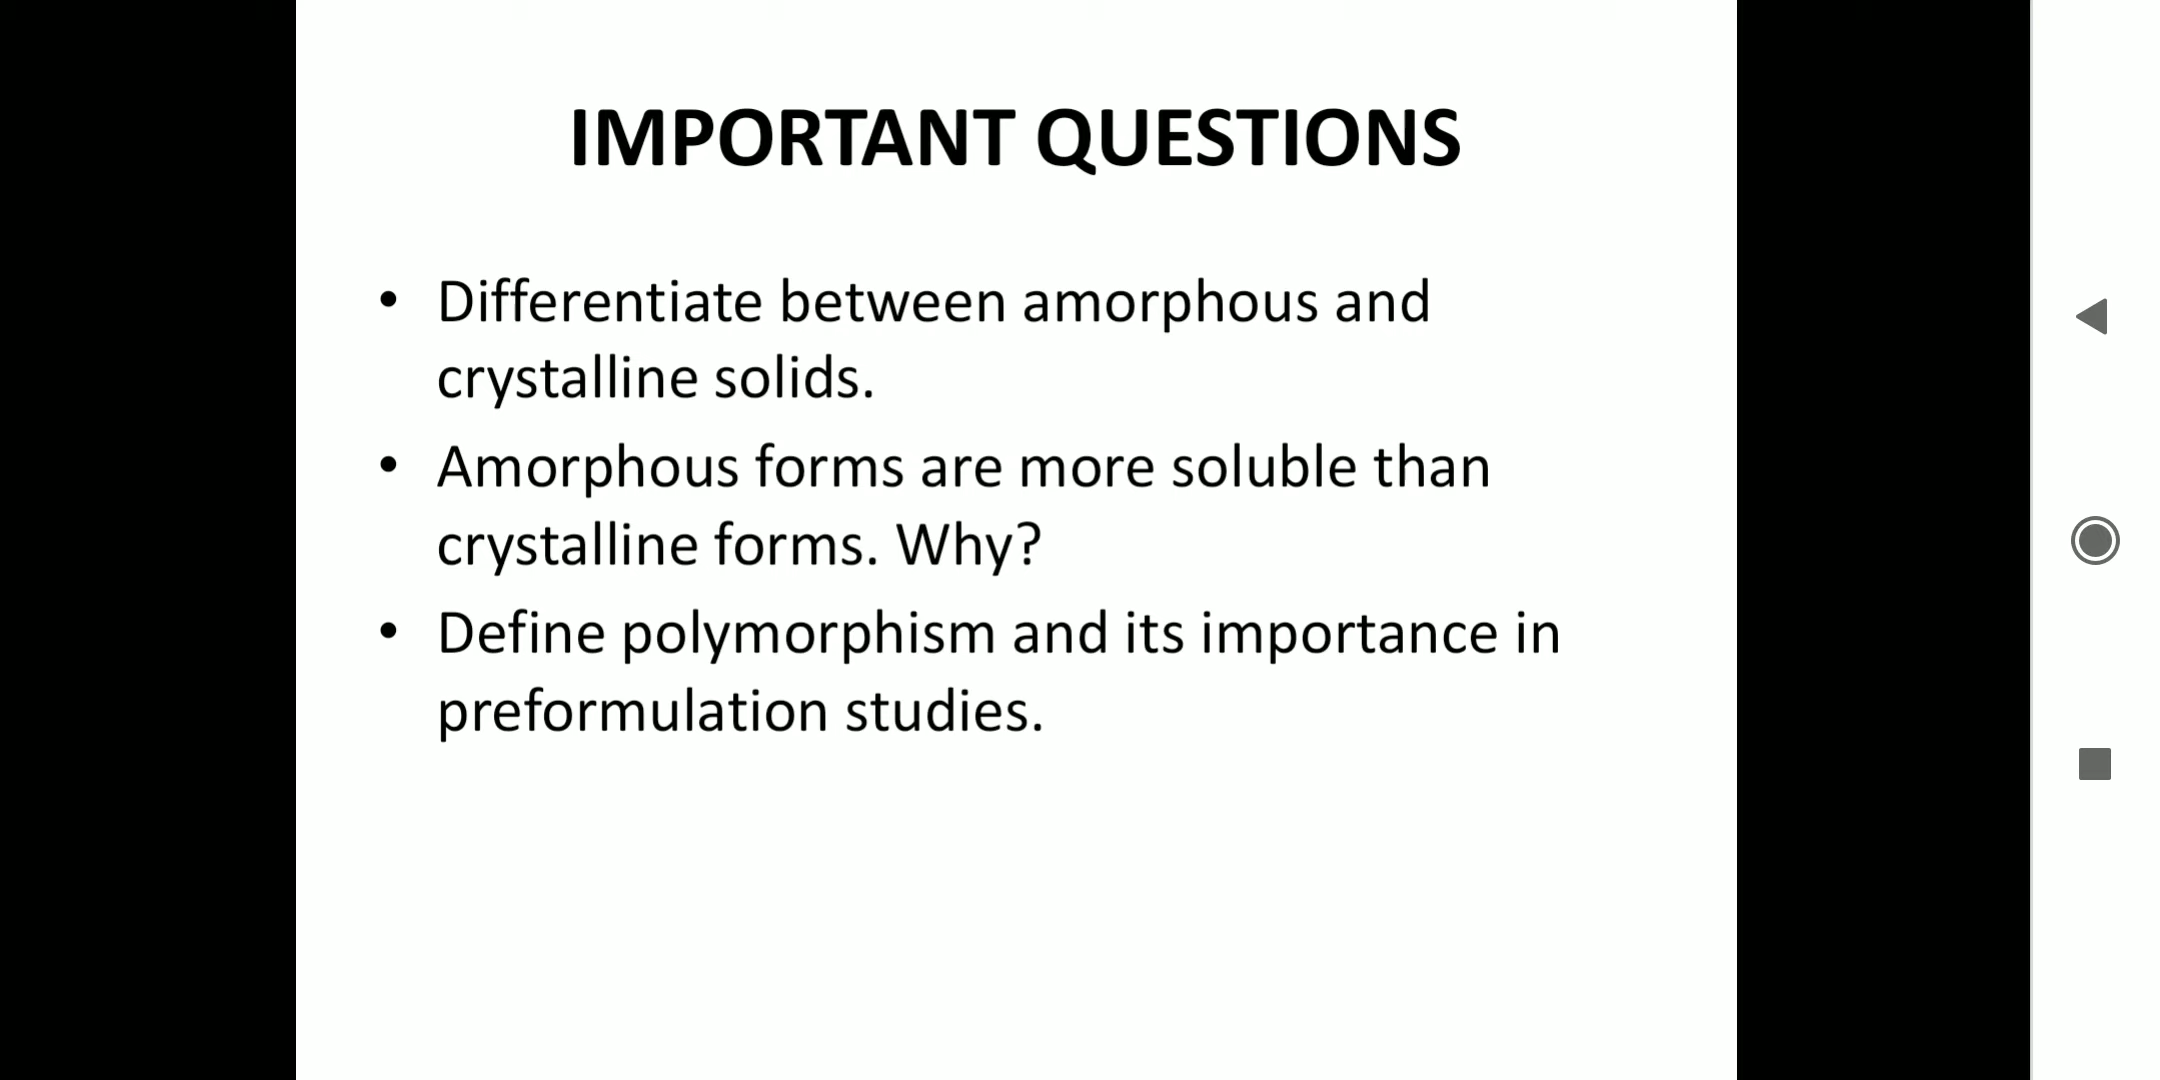 IMPORTANT QUESTIONS
• Differentiate between amorphous and
crystalline solids.
• Amorphous forms are more soluble than
crystalline forms. Why?
• Define polymorphism and its importance in
preformulation studies.